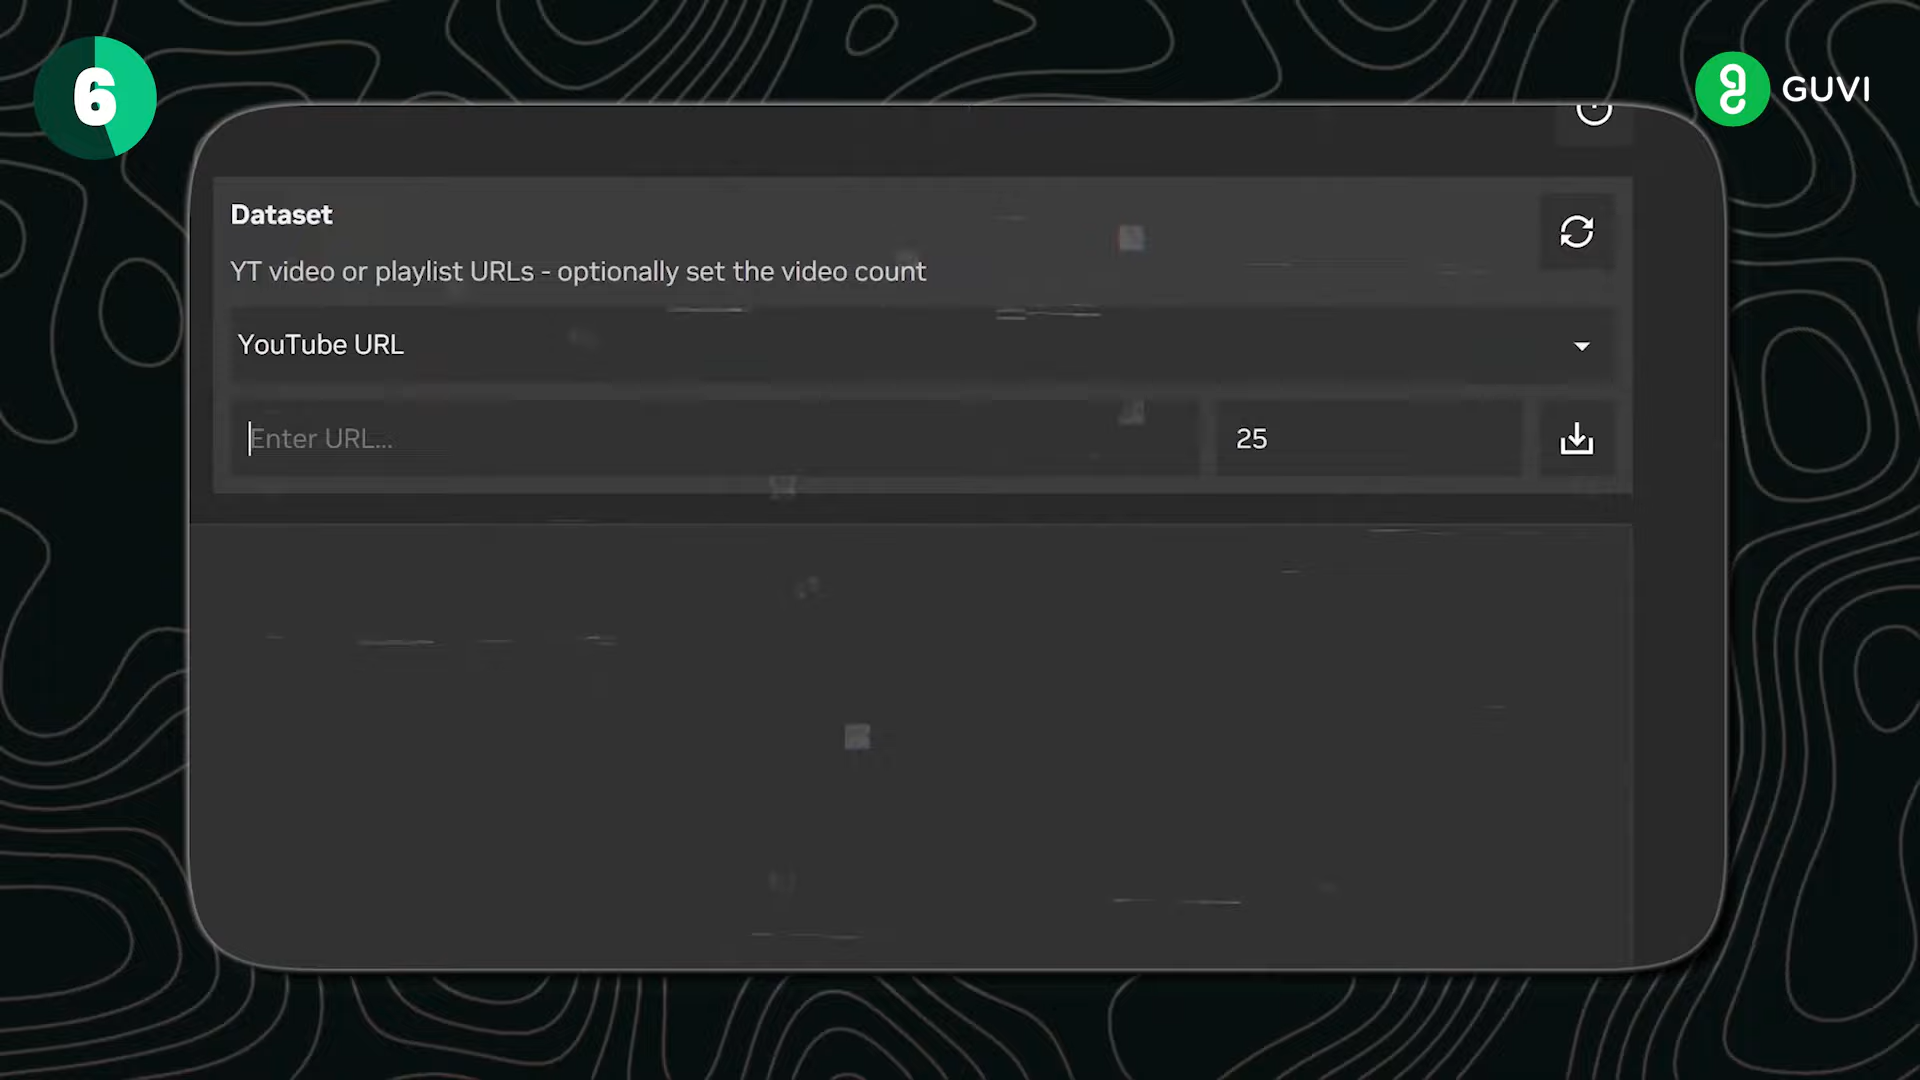 6
GUVI
Dataset
YT video or playlist URLs - optionally set the video count
YouTube URL
Enter URL...
25